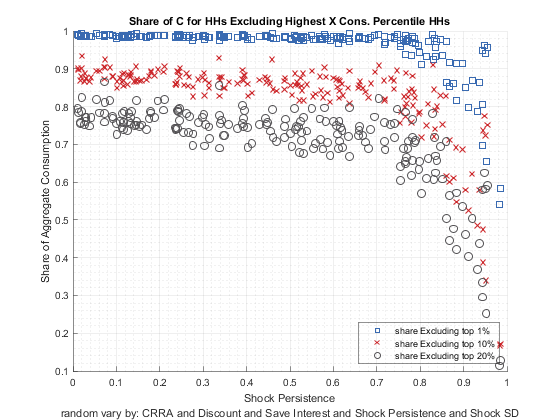 Share of C for HHs Excluding Highest X Cons. Percentile HHs
1
0.9
0.8
0.7
0.6
0.5
0.4
0.3
0.2
0.1
Share of Aggregate Consumption
share Excluding top 1%
share Excluding top 10%
share Excluding top 20%
0 0.1 0.2 0.3 0.4 0.5 0.6 0.7 0.8 0.9 1
Shock Persistence
random vary by: CRRA and Discount and Save Interest and Shock Persistence and Shock SD